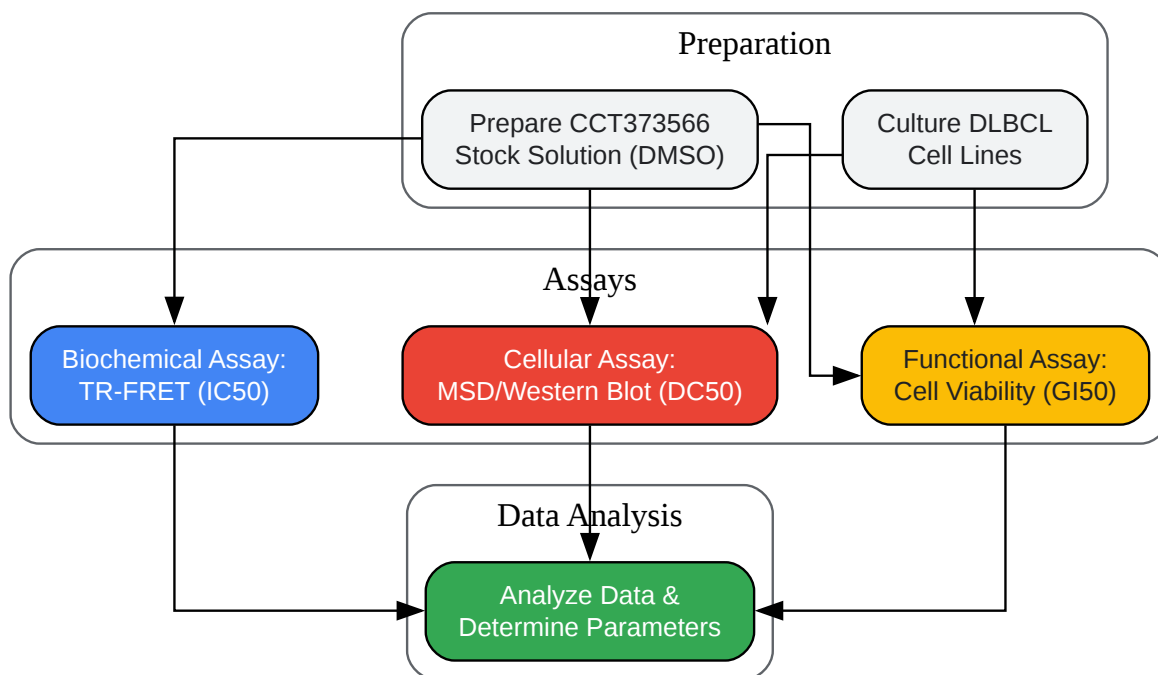 Preparation
Prepare CCT373566
Stock Solution (DMSO)
Culture DLBCL
Cell Lines
Assays
Biochemical Assay:
TR-FRET (IC50)
Cellular Assay:
MSD/Western Blot (DC50)
Functional Assay:
Cell Viability (GI50)
Data Analysis
Analyze Data &
Determine Parameters